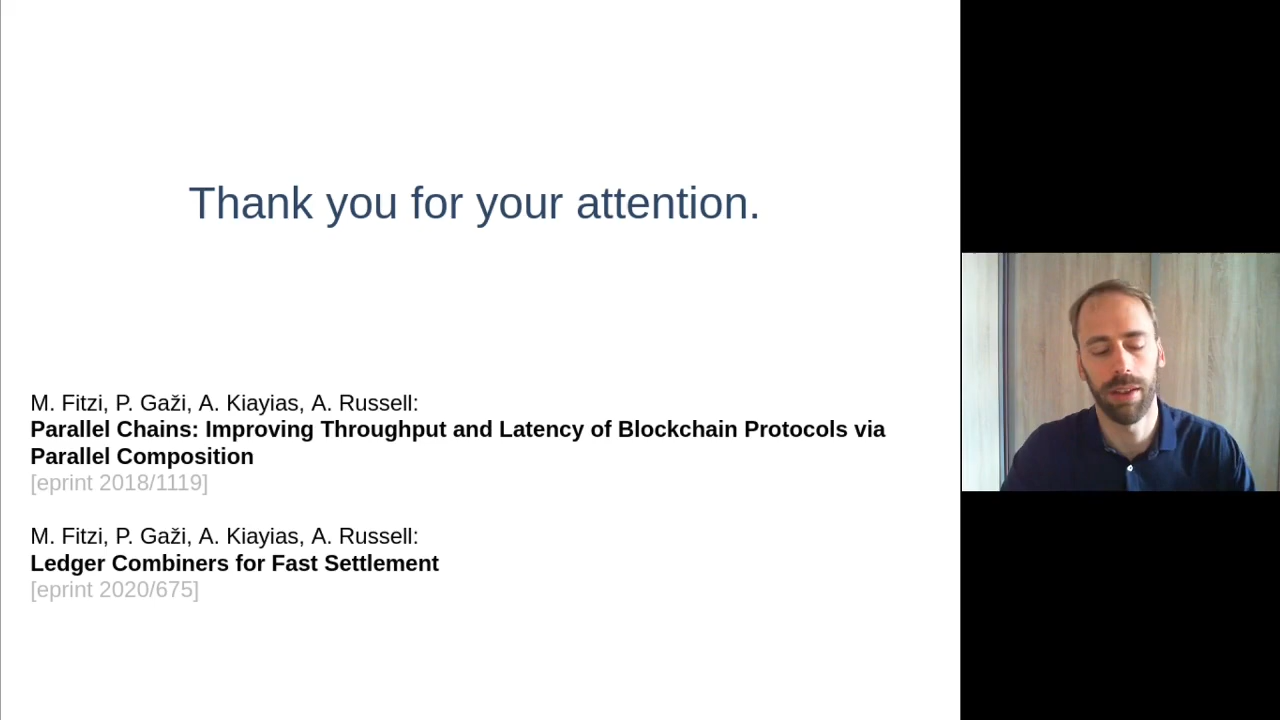 Thank you for your attention.
M. Fitzi, P. Gaži, A. Kiayias, A. Russell:
Parallel Chains: Improving Throughput and Latency of Blockchain Protocols via
Parallel Composition
[eprint 2018/1119]
M. Fitzi, P. Gaži, A. Kiayias, A. Russell:
Ledger Combiners for Fast Settlement
[eprint 2020/675]